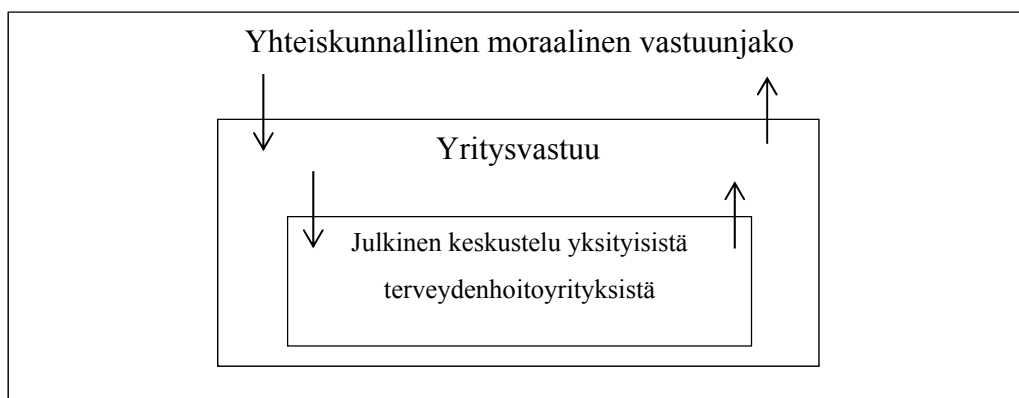 Yhteiskunnallinen moraalinen vastuunjako
Yritysvastuu
Julkinen keskustelu yksityisistä
terveydenhoitoyrityksistä